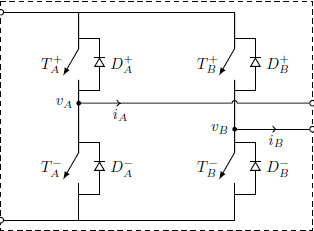 T_A^+ D_A^+ T_B^+ D_B^+
v_A
i_A
v_B
i_B
T_A^- D_A^- T_B^- D_B^-